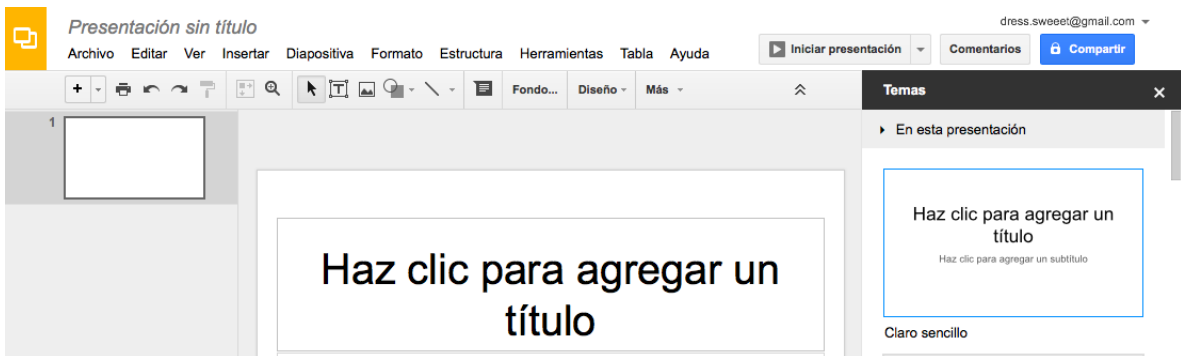 Presentación sin título
dress.sweeet@gmail.com
Archivo Editar Ver Insertar Diapositiva Formato Estructura Herramientas Tabla Ayuda
Iniciar presentación Comentarios Compartir
Fondo... Diseño Más
Temas
En esta presentación
1
Haz clic para agregar un
título
Haz clic para agregar un
título
Haz clic para agregar un subtítulo
Claro sencillo